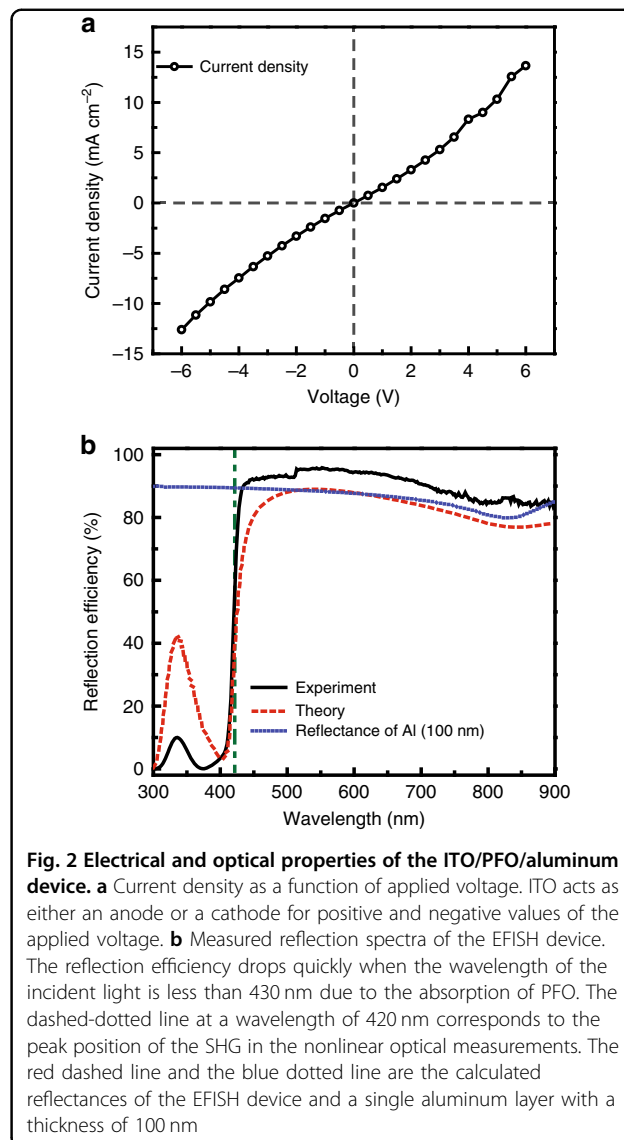 a
15
10
5
0
−5
−10
−15
Current density (mA cm⁻²)
Current density
−6 −4 −2 0 2 4 6
Voltage (V)
b
100
80
60
40
20
0
Reflection efficiency (%)
Experiment
Theory
Reflectance of Al (100 nm)
300 400 500 600 700 800 900
Wavelength (nm)
Fig. 2 Electrical and optical properties of the ITO/PFO/aluminum
device. a Current density as a function of applied voltage. ITO acts as
either an anode or a cathode for positive and negative values of the
applied voltage. b Measured reflection spectra of the EFISH device.
The reflection efficiency drops quickly when the wavelength of the
incident light is less than 430 nm due to the absorption of PFO. The
dashed-dotted line at a wavelength of 420 nm corresponds to the
peak position of the SHG in the nonlinear optical measurements. The
red dashed line and the blue dotted line are the calculated
reflectances of the EFISH device and a single aluminum layer with a
thickness of 100 nm